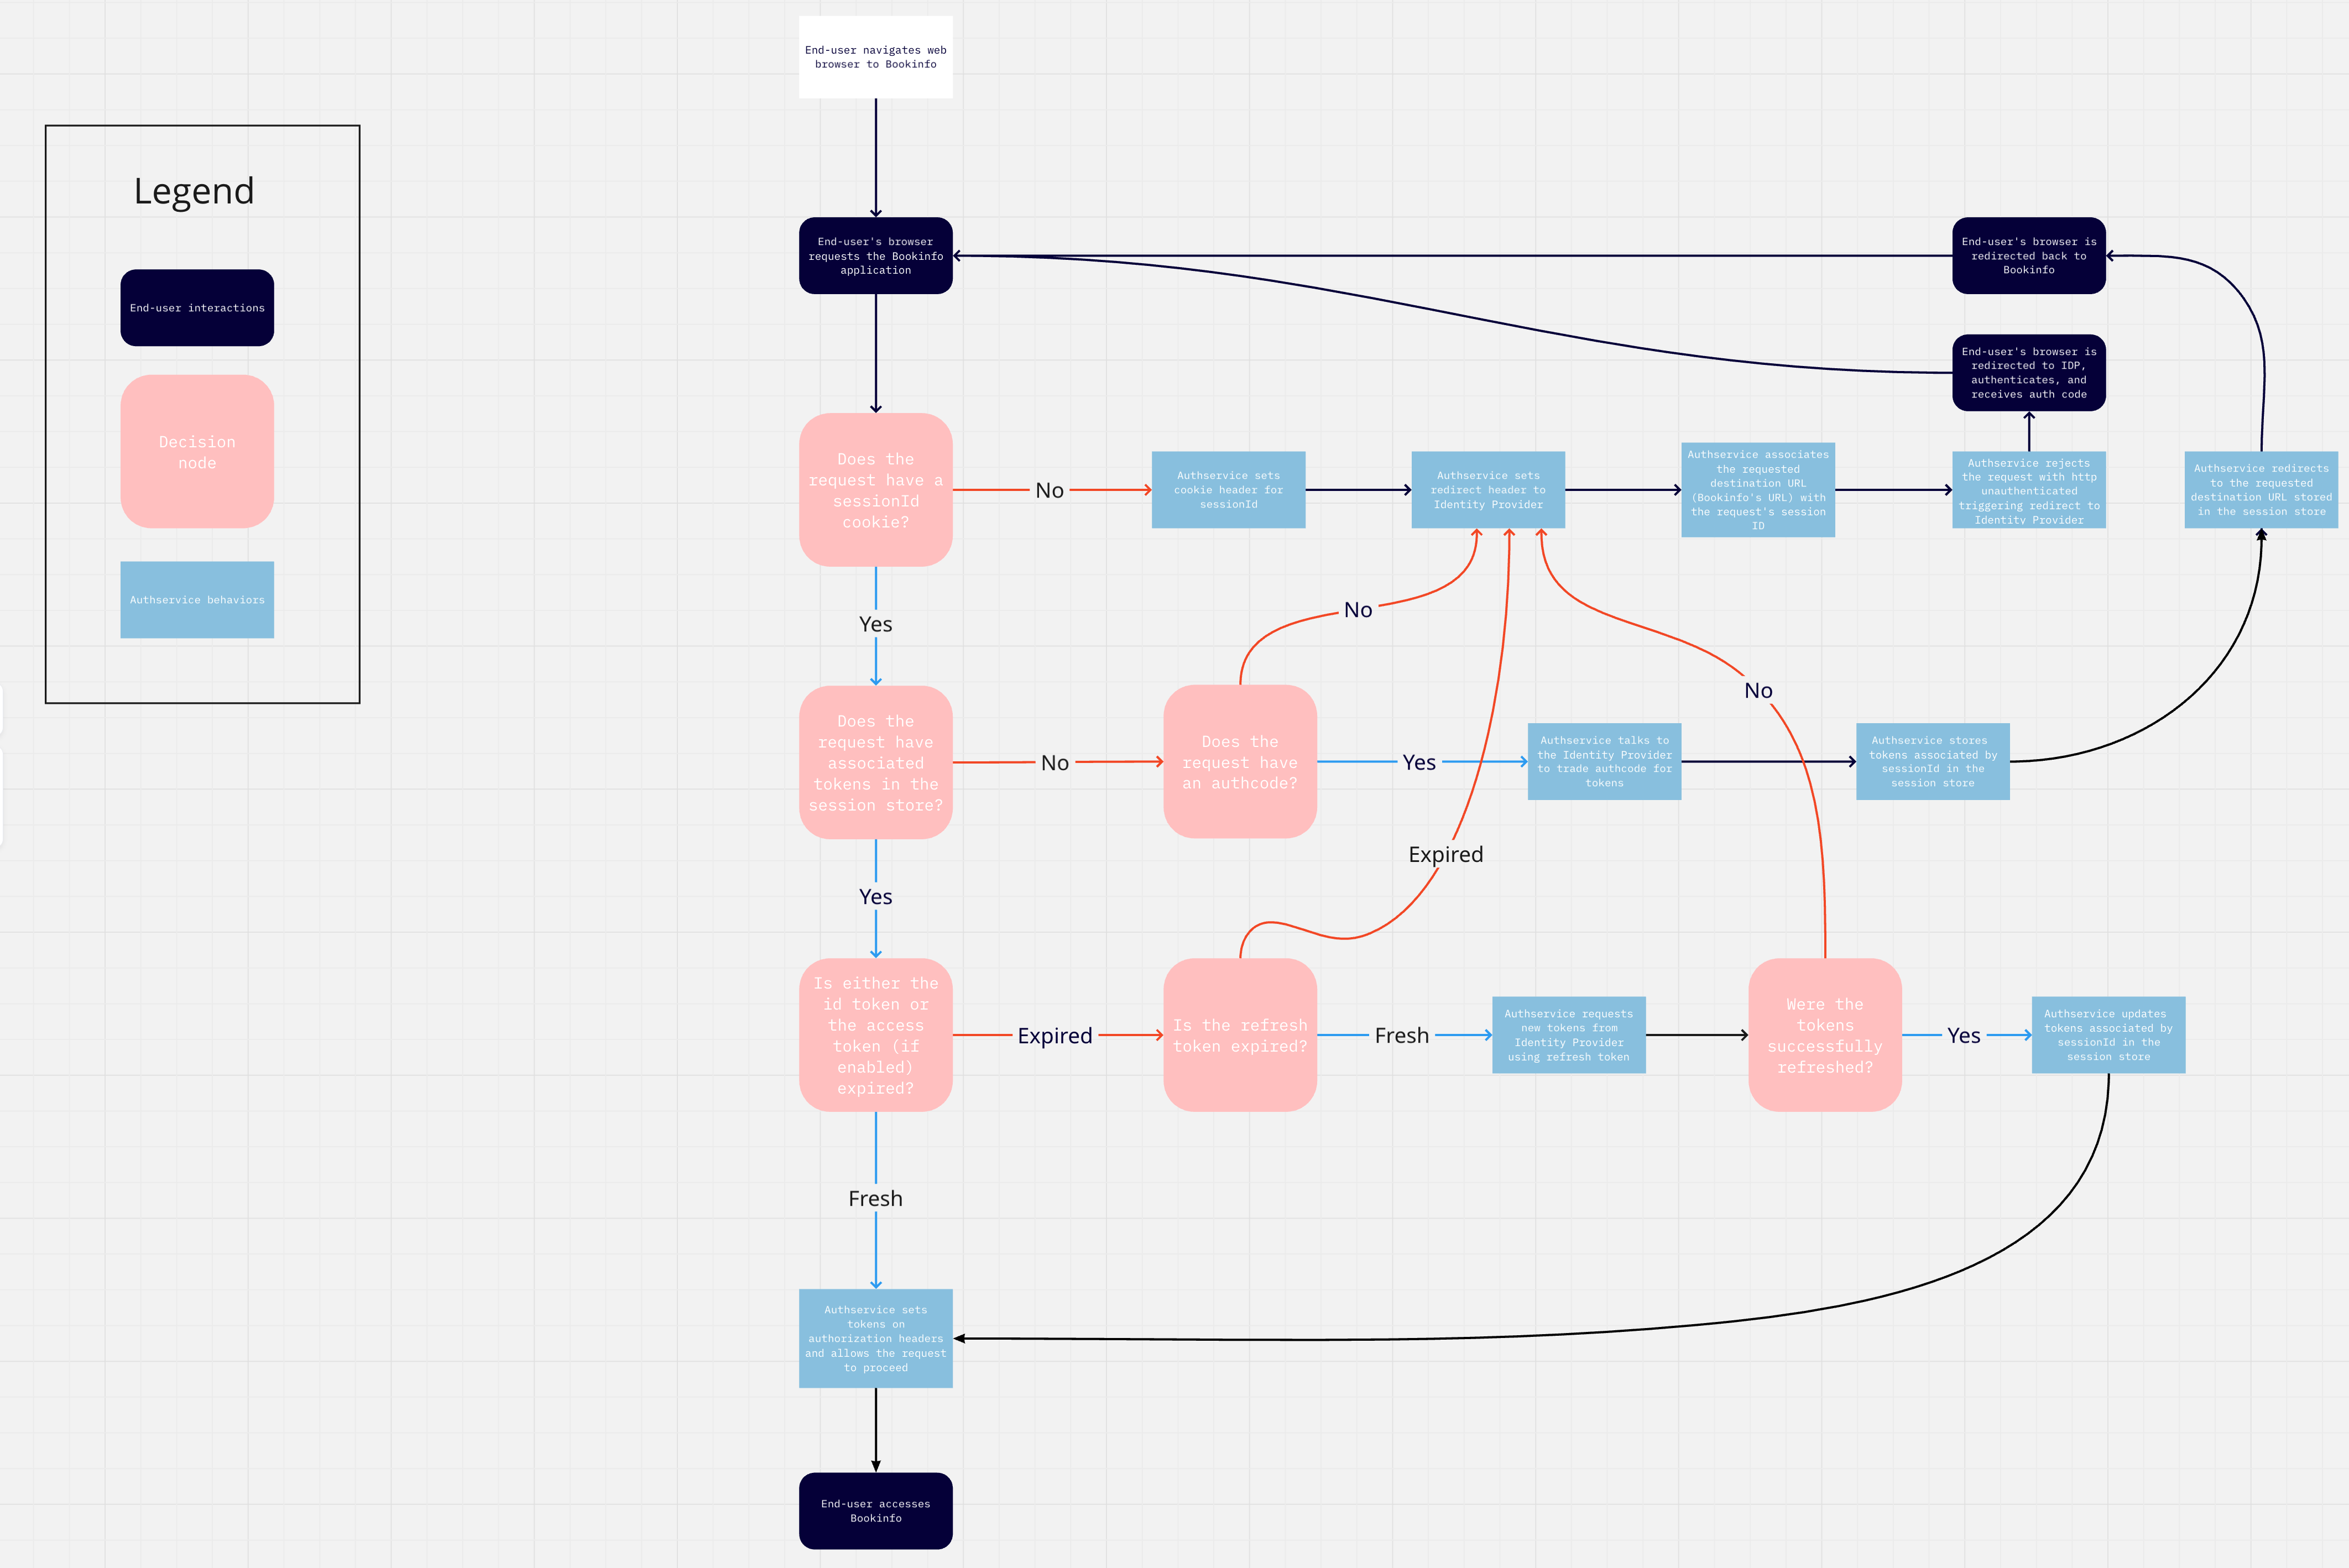 End-user navigates web
browser to Bookinfo
Legend
End-user interactions
Decision
node
Authservice behaviors
End-user's browser
requests the Bookinfo
application
End-user's browser is
redirected back to
Bookinfo
End-user's browser is
redirected to IDP,
authenticates, and
receives auth code
Does the
request have a
sessionId
cookie?
No
Authservice sets
cookie header for
sessionId
Authservice sets
redirect header to
Identity Provider
Authservice associates
the requested
destination URL
(Bookinfo's URL) with
the request's session
ID
Authservice rejects
the request with http
unauthenticated
triggering redirect to
Identity Provider
Authservice redirects
to the requested
destination URL stored
in the session store
Yes
No
No
Does the
request have
associated
tokens in the
session store?
No
Does the
request have
an authcode?
Yes
Authservice talks to
the Identity Provider
to trade authcode for
tokens
Authservice stores
tokens associated by
sessionId in the
session store
Yes
Expired
Is either the
id token or
the access
token (if
enabled)
expired?
Expired
Is the refresh
token expired?
Fresh
Authservice requests
new tokens from
Identity Provider
using refresh token
Were the
tokens
successfully
refreshed?
Yes
Authservice updates
tokens associated by
sessionId in the
session store
Fresh
Authservice sets
tokens on
authorization headers
and allows the request
to proceed
End-user accesses
Bookinfo